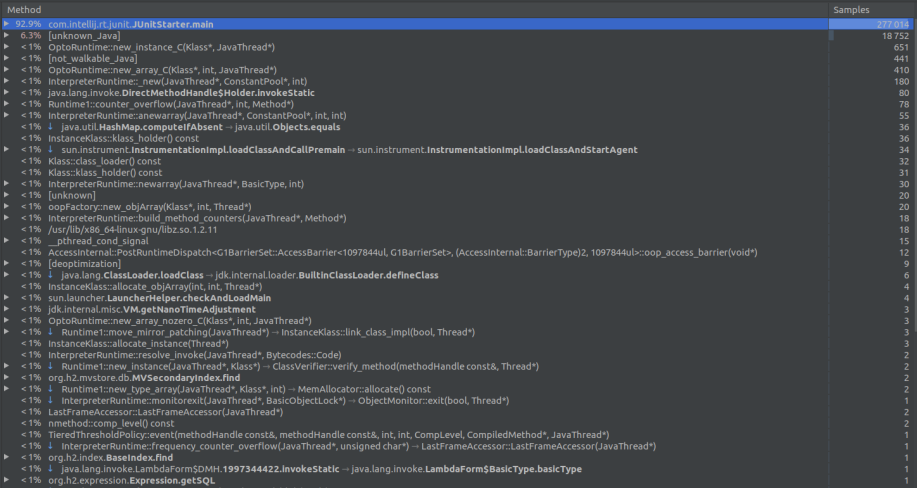 Method Samples
92.9% com.intellij.rt.junit.JUnitStarter.main 277 014
6.3% [unknown_Java] 18 752
< 1% OptoRuntime::new_instance_C(Klass*, JavaThread*) 651
< 1% [not_walkable_Java] 441
< 1% OptoRuntime::new_array_C(Klass*, int, JavaThread*) 410
< 1% InterpreterRuntime::_new(JavaThread*, ConstantPool*, int) 180
< 1% java.lang.invoke.DirectMethodHandle$Holder.invokeStatic 80
< 1% Runtime1::counter_overflow(JavaThread*, int, Method*) 78
< 1% InterpreterRuntime::anewarray(JavaThread*, ConstantPool*, int, int) 55
< 1% ↓ java.util.HashMap.computeIfAbsent → java.util.Objects.equals 36
< 1% InstanceKlass::klass_holder() const 36
< 1% ↓ sun.instrument.InstrumentationImpl.loadClassAndCallPremain → sun.instrument.InstrumentationImpl.loadClassAndStartAgent 34
< 1% Klass::class_loader() const 32
< 1% Klass::klass_holder() const 31
< 1% InterpreterRuntime::newarray(JavaThread*, BasicType, int) 30
< 1% [unknown] 20
< 1% oopFactory::new_objArray(Klass*, int, Thread*) 20
< 1% InterpreterRuntime::build_method_counters(JavaThread*, Method*) 18
< 1% /usr/lib/x86_64-linux-gnu/libz.so.1.2.11 18
< 1% __pthread_cond_signal 15
< 1% AccessInternal::PostRuntimeDispatch<G1BarrierSet::AccessBarrier<1097844ul, G1BarrierSet>, (AccessInternal::BarrierType)2, 1097844ul>::oop_access_barrier(void*) 12
< 1% [deoptimization] 9
< 1% ↓ java.lang.ClassLoader.loadClass → jdk.internal.loader.BuiltinClassLoader.defineClass 6
< 1% InstanceKlass::allocate_objArray(int, int, Thread*) 4
< 1% sun.launcher.LauncherHelper.checkAndLoadMain 4
< 1% jdk.internal.misc.VM.getNanoTimeAdjustment 3
< 1% OptoRuntime::new_array_nozero_C(Klass*, int, JavaThread*) 3
< 1% ↓ Runtime1::move_mirror_patching(JavaThread*) → InstanceKlass::link_class_impl(bool, Thread*) 3
< 1% InstanceKlass::allocate_instance(Thread*) 3
< 1% InterpreterRuntime::resolve_invoke(JavaThread*, Bytecodes::Code) 2
< 1% ↓ Runtime1::new_instance(JavaThread*, Klass*) → ClassVerifier::verify_method(methodHandle const&, Thread*) 2
< 1% org.h2.mvstore.db.MVSecondaryIndex.find 2
< 1% ↓ Runtime1::new_type_array(JavaThread*, Klass*, int) → MemAllocator::allocate() const 2
< 1% ↓ InterpreterRuntime::monitorexit(JavaThread*, BasicObjectLock*) → ObjectMonitor::exit(bool, Thread*) 1
< 1% LastFrameAccessor::LastFrameAccessor(JavaThread*) 2
< 1% nmethod::comp_level() const 2
< 1% TieredThresholdPolicy::event(methodHandle const&, methodHandle const&, int, int, CompLevel, CompiledMethod*, JavaThread*) 1
< 1% ↓ InterpreterRuntime::frequency_counter_overflow(JavaThread*, unsigned char*) → LastFrameAccessor::LastFrameAccessor(JavaThread*) 1
< 1% org.h2.index.BaseIndex.find 1
< 1% ↓ java.lang.invoke.LambdaForm$DMH.1997344422.invokeStatic → java.lang.invoke.LambdaForm$BasicType.basicType 1
< 1% org.h2.expression.Expression.getSQL 1